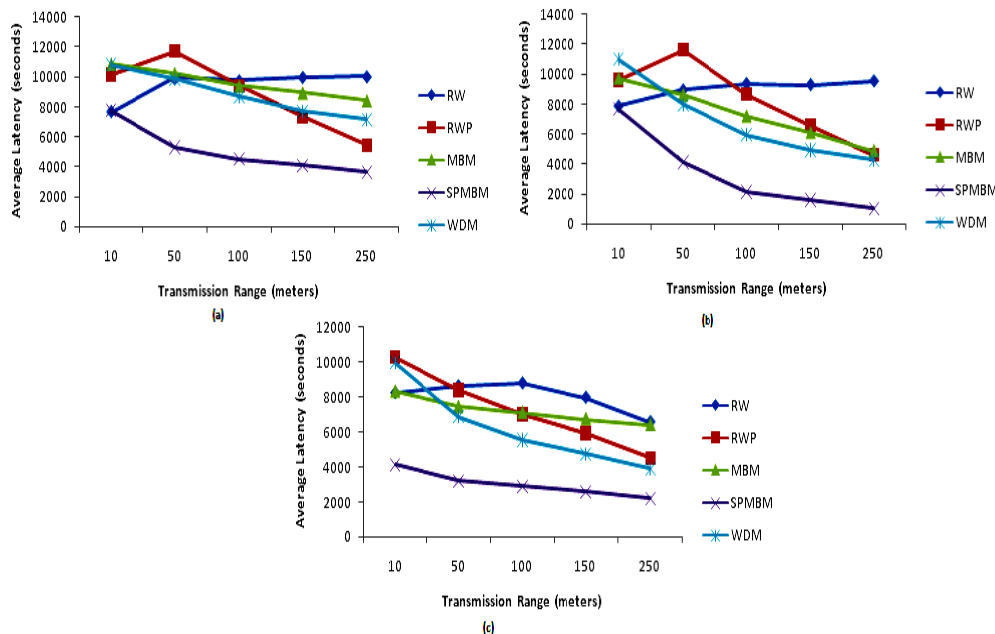 14000
12000
10000
8000
6000
4000
2000
0
Average Latency (seconds)
10 50 100 150 250
Transmission Range (meters)
(a)
RW
RWP
MBM
SPMBM
WDM
14000
12000
10000
8000
6000
4000
2000
0
Average Latency (seconds)
10 50 100 150 250
Transmission Range (meters)
(b)
RW
RWP
MBM
SPMBM
WDM
12000
10000
8000
6000
4000
2000
0
Average Latency (seconds)
10 50 100 150 250
Transmission Range (meters)
(c)
RW
RWP
MBM
SPMBM
WDM